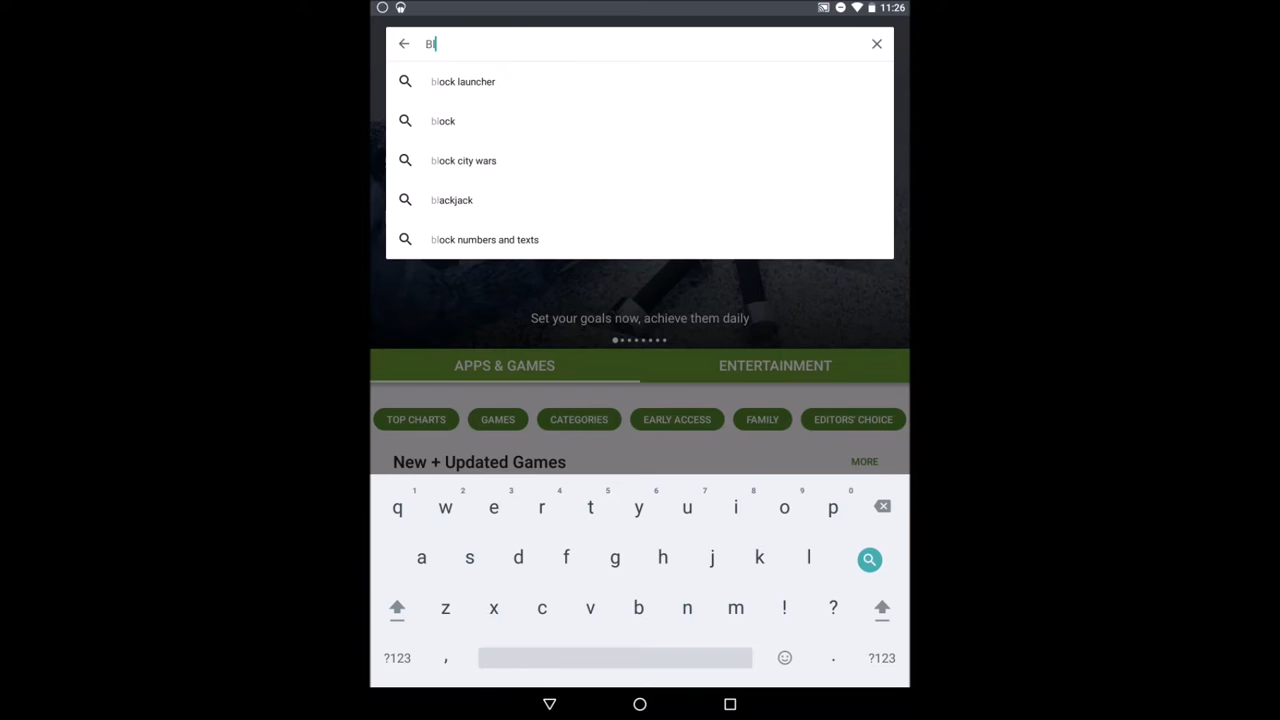 11:26
Bl
block launcher
block
block city wars
blackjack
block numbers and texts
Set your goals now, achieve them daily
APPS & GAMES ENTERTAINMENT
TOP CHARTS GAMES CATEGORIES EARLY ACCESS FAMILY EDITORS' CHOICE
New + Updated Games MORE
1 2 3 4 5 6 7 8 9 0
q w e r t y u i o p
a s d f g h j k l
z x c v b n m ! ?
?123 , . ?123